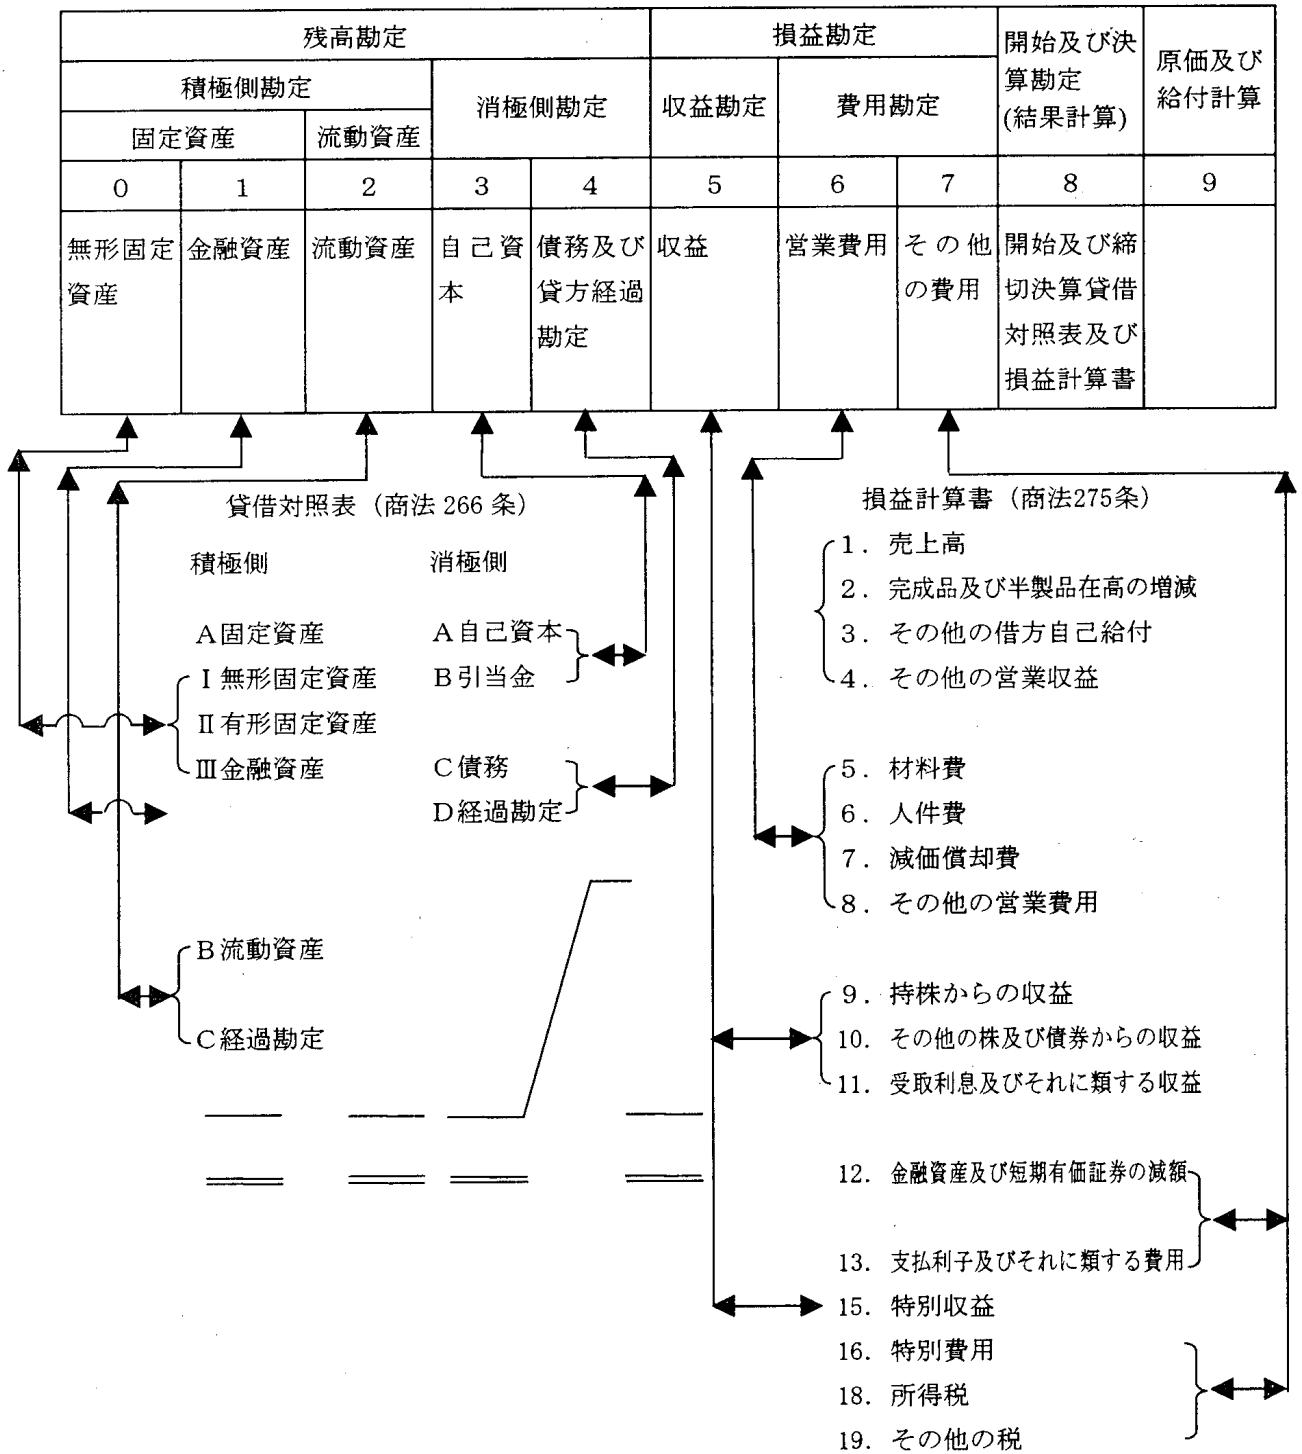 残高勘定
損益勘定
開始及び決
算勘定
(結果計算)
原価及び
給付計算
積極側勘定
消極側勘定
収益勘定
費用勘定
固定資産
流動資産
0
1
2
3
4
5
6
7
8
9
無形固定
資産
金融資産
流動資産
自己資
本
債務及び
貸方経過
勘定
収益
営業費用
その他
の費用
開始及び締
切決算貸借
対照表及び
損益計算書
貸借対照表（商法266条）
積極側
消極側
A固定資産
Ⅰ無形固定資産
Ⅱ有形固定資産
Ⅲ金融資産
B流動資産
C経過勘定
A自己資本
B引当金
C債務
D経過勘定
損益計算書（商法275条）
1．売上高
2．完成品及び半製品在高の増減
3．その他の借方自己給付
4．その他の営業収益
5．材料費
6．人件費
7．減価償却費
8．その他の営業費用
9．持株からの収益
10．その他の株及び債券からの収益
11．受取利息及びそれに類する収益
12．金融資産及び短期有価証券の減額
13．支払利子及びそれに類する費用
15．特別収益
16．特別費用
18．所得税
19．その他の税